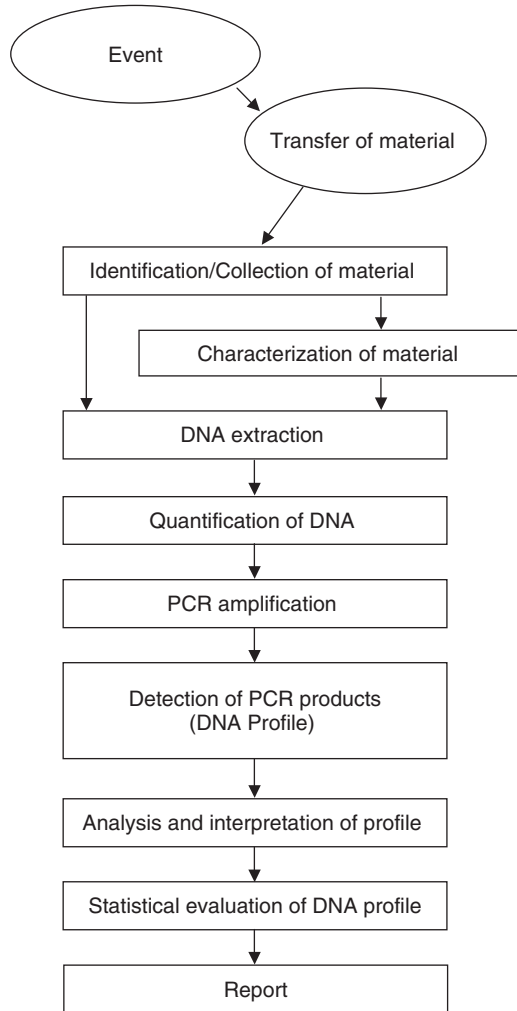 Event
Transfer of material
Identification/Collection of material
Characterization of material
DNA extraction
Quantification of DNA
PCR amplification
Detection of PCR products
(DNA Profile)
Analysis and interpretation of profile
Statistical evaluation of DNA profile
Report